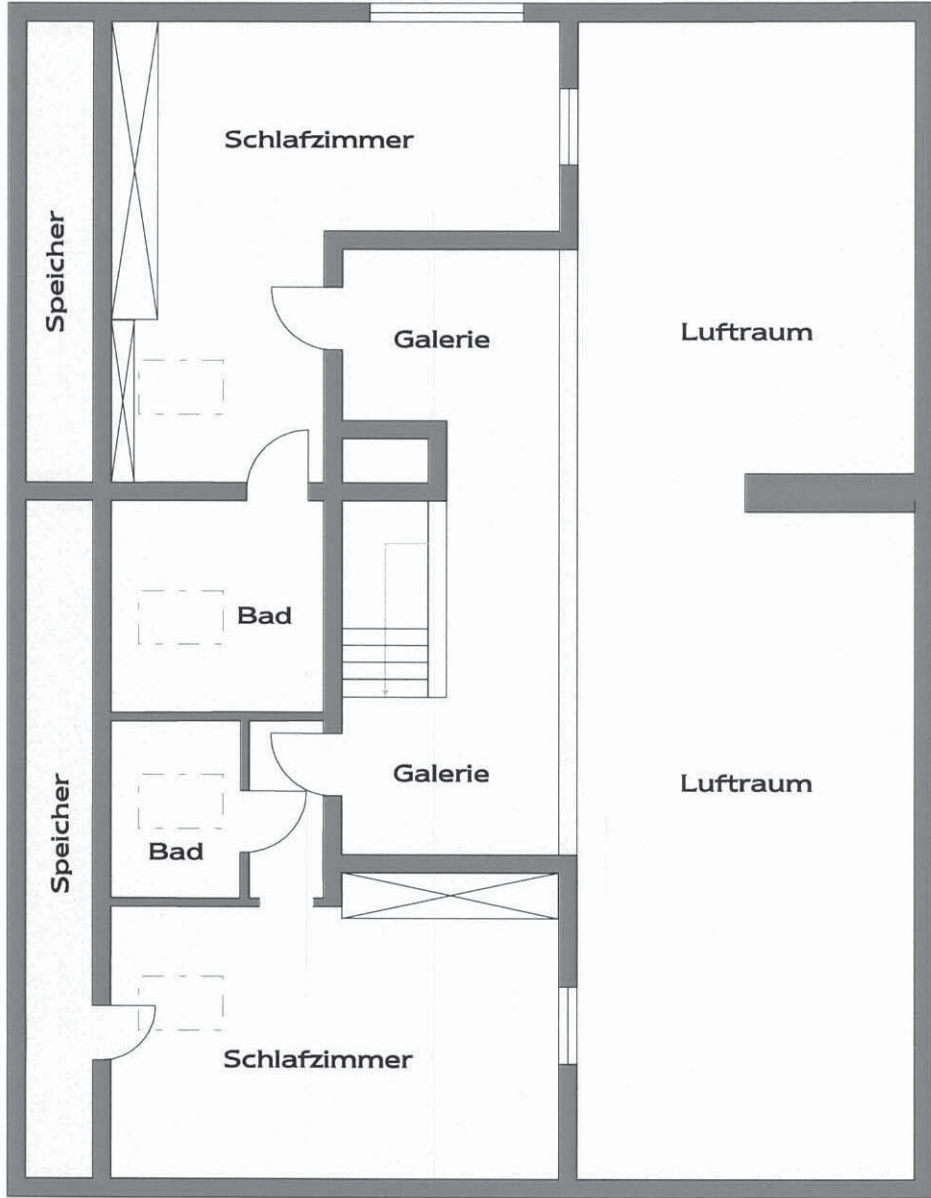 Schlafzimmer
Speicher
Galerie
Luftraum
Bad
Galerie
Luftraum
Speicher
Bad
Schlafzimmer